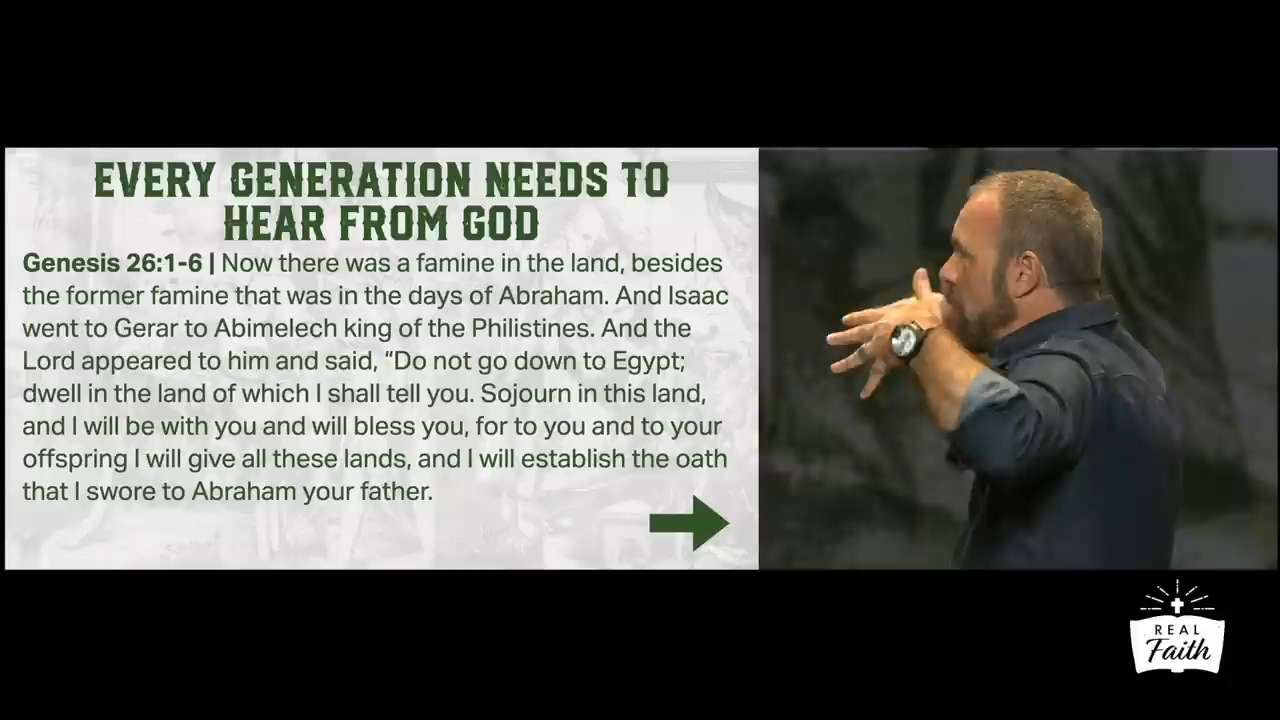 EVERY GENERATION NEEDS TO
HEAR FROM GOD
Genesis 26:1-6 | Now there was a famine in the land, besides
the former famine that was in the days of Abraham. And Isaac
went to Gerar to Abimelech king of the Philistines. And the
Lord appeared to him and said, “Do not go down to Egypt;
dwell in the land of which I shall tell you. Sojourn in this land,
and I will be with you and will bless you, for to you and to your
offspring I will give all these lands, and I will establish the oath
that I swore to Abraham your father.
REAL
Faith